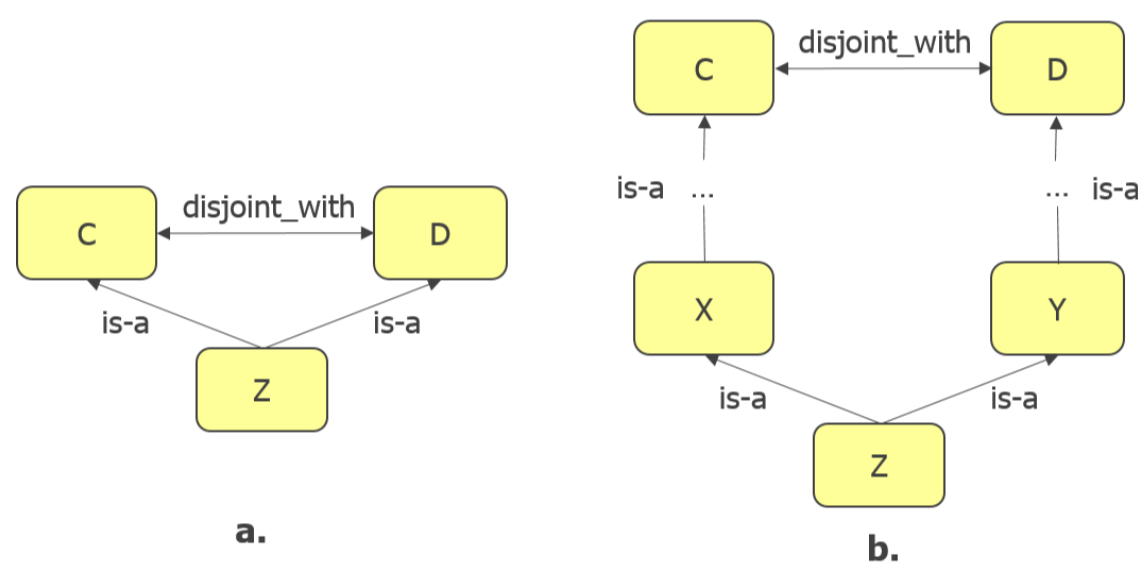 disjoint_with
C
D
is-a
is-a
Z
a.
disjoint_with
C
D
is-a
...
...
is-a
X
Y
is-a
is-a
Z
b.